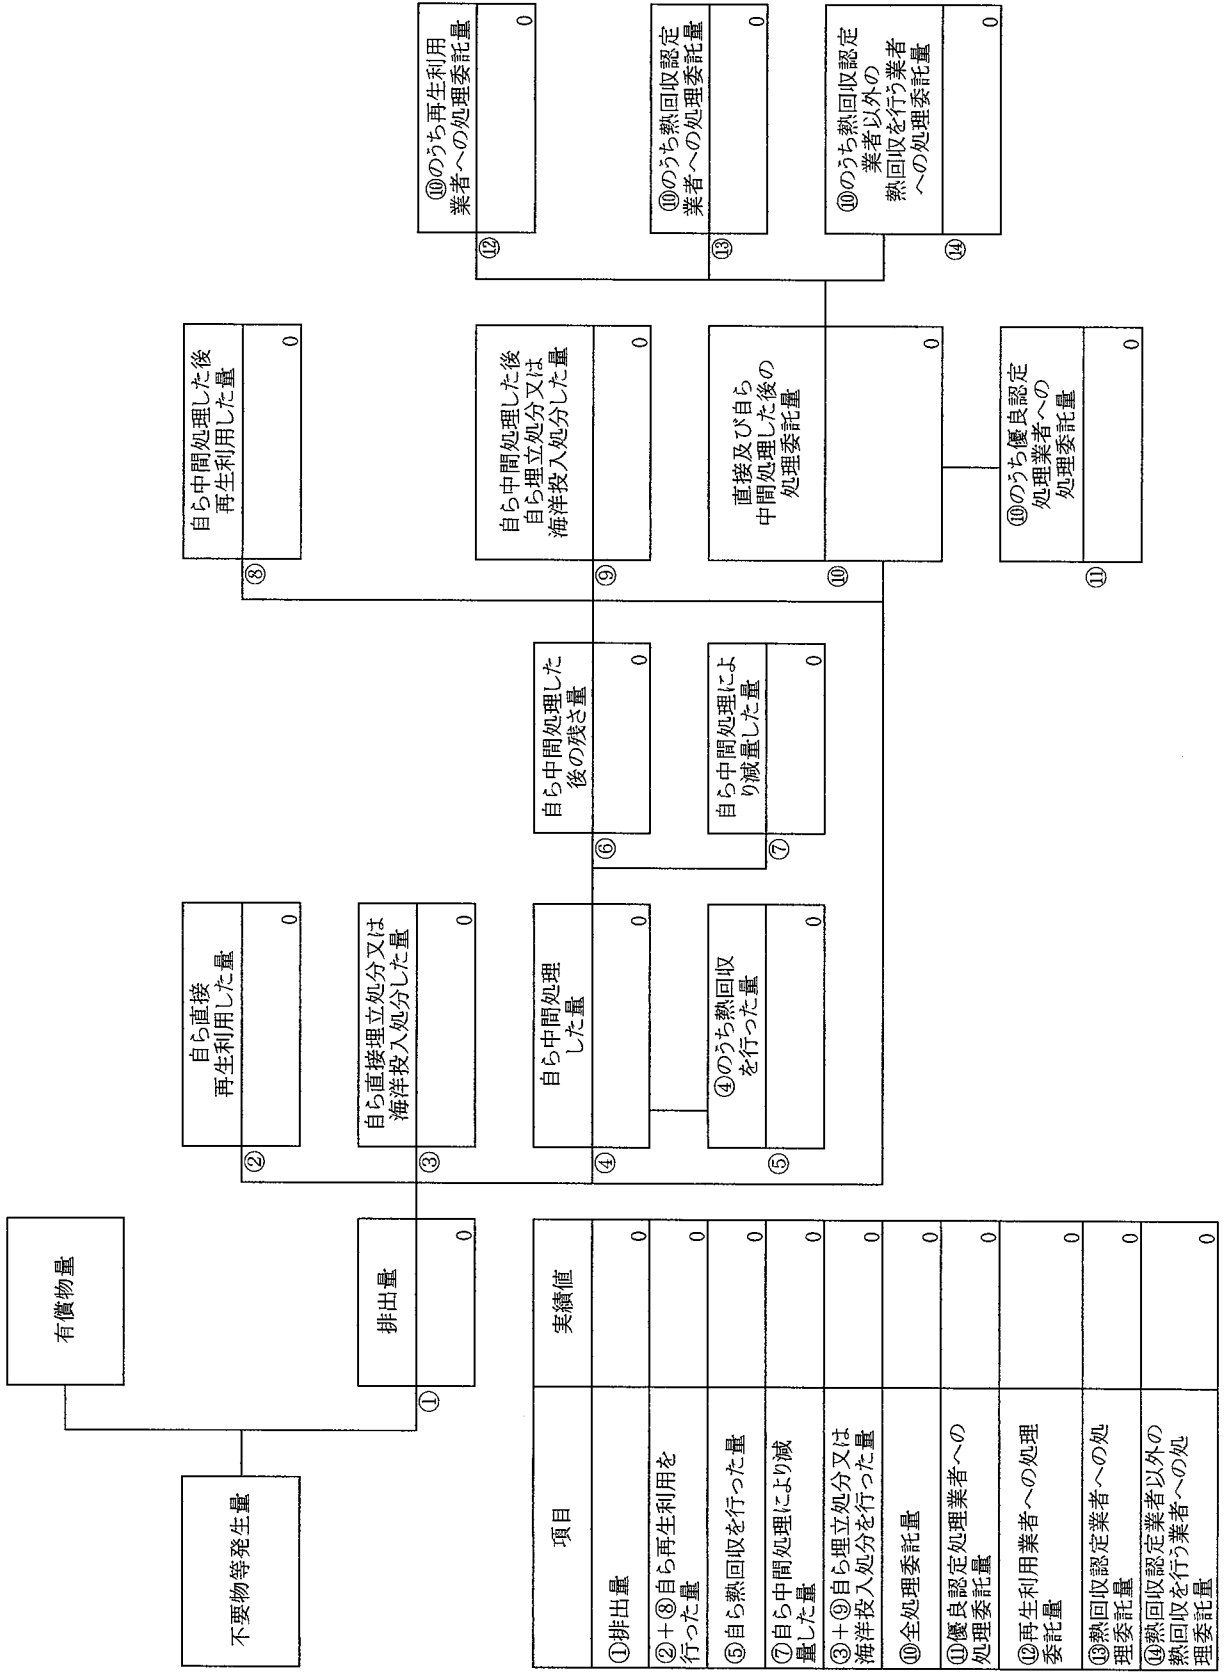 不要物等発生量
有償物量
①
排出量
0
②
自ら直接
再生利用した量
0
③
自ら直接埋立処分又は
海洋投入処分した量
0
④
自ら中間処理
した量
0
⑤
④のうち熱回収
を行った量
0
⑥
自ら中間処理した
後の残さ量
0
⑦
自ら中間処理によ
り減量した量
0
⑧
自ら中間処理した後
再生利用した量
0
⑨
自ら中間処理した後
自ら埋立処分又は
海洋投入処分した量
0
⑩
直接及び自ら
中間処理した後の
処理委託量
0
⑪
⑩のうち優良認定
処理業者への
処理委託量
0
⑫
⑩のうち再生利用
業者への処理委託量
0
⑬
⑩のうち熱回収認定
業者への処理委託量
0
⑭
⑩のうち熱回収認定
業者以外の
熱回収を行う業者
への処理委託量
0
項目 実績値
①排出量 0
②+⑧自ら再生利用を
行った量 0
⑤自ら熱回収を行った量 0
⑦自ら中間処理により減
量した量 0
③+⑨自ら埋立処分又は
海洋投入処分を行った量 0
⑩全処理委託量 0
⑪優良認定処理業者への
処理委託量 0
⑫再生利用業者への処理
委託量 0
⑬熱回収認定業者への処
理委託量 0
⑭熱回収認定業者以外の
熱回収を行う業者への処
理委託量 0